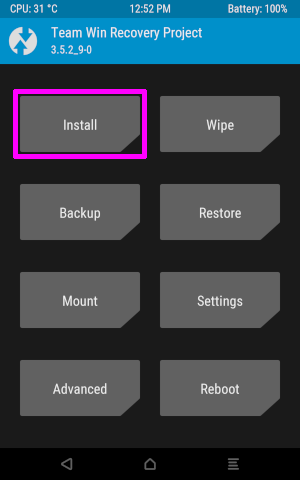 CPU: 31 °C 12:52 PM Battery: 100%
Team Win Recovery Project
3.5.2_9-0
Install Wipe
Backup Restore
Mount Settings
Advanced Reboot